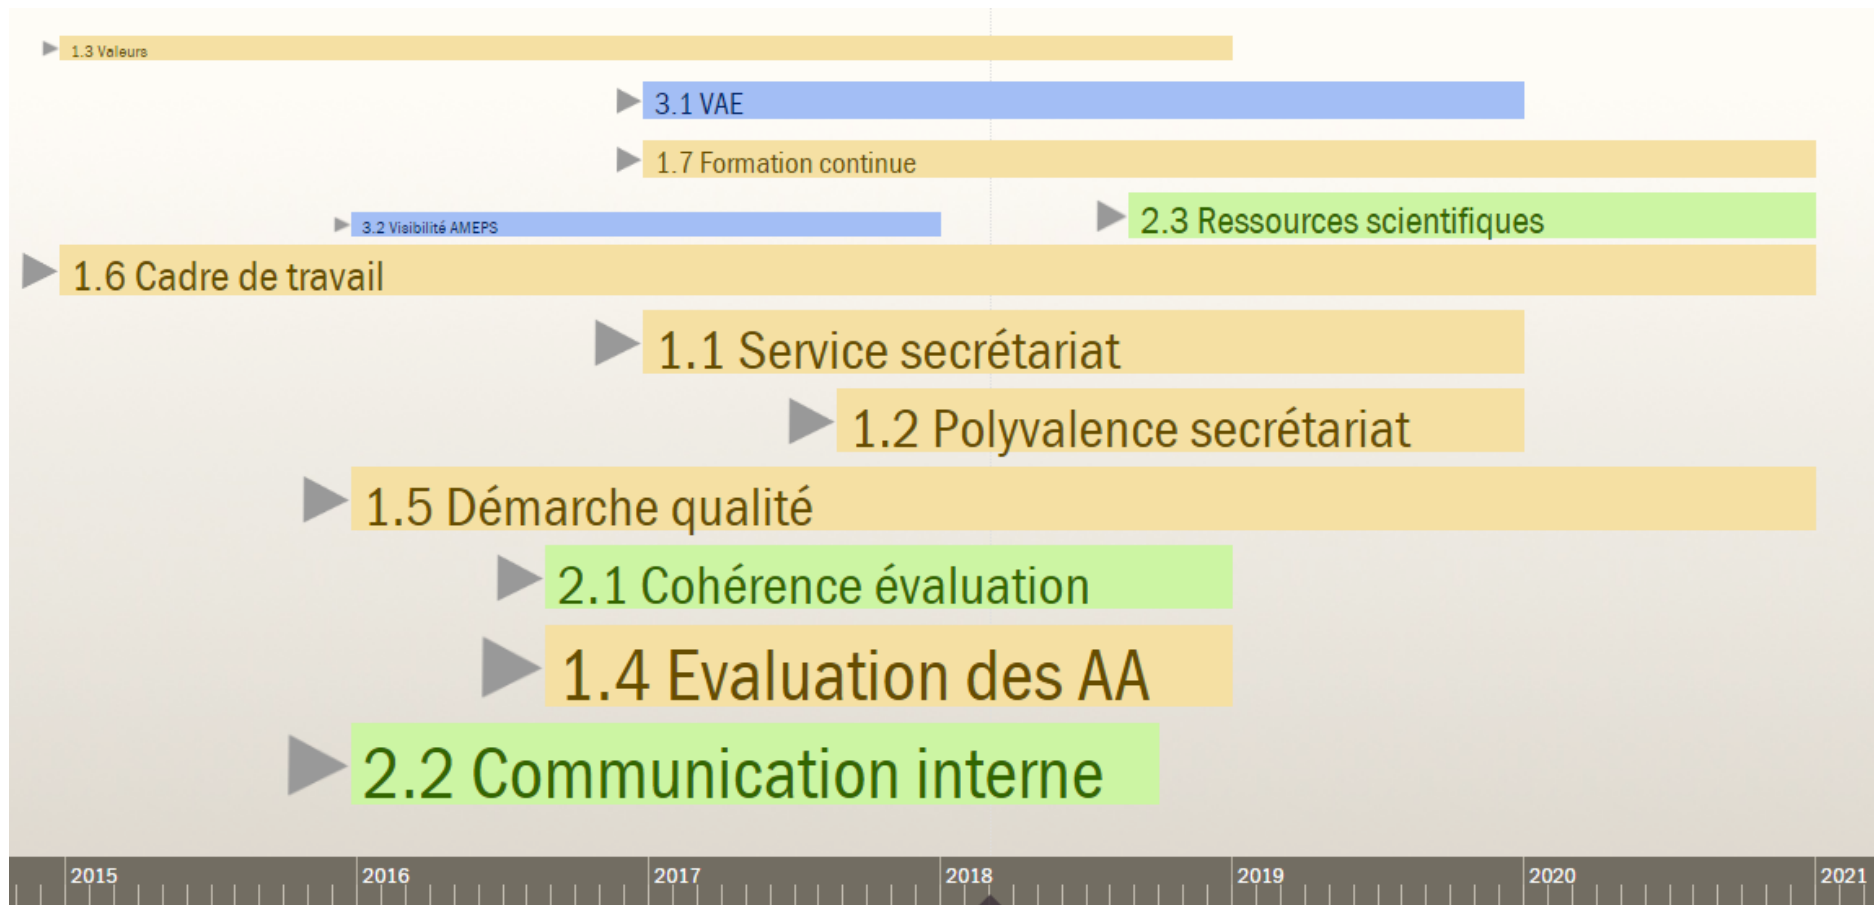 1.3 Valeurs
3.1 VAE
1.7 Formation continue
3.2 Visibilité AMEPS
2.3 Ressources scientifiques
1.6 Cadre de travail
1.1 Service secrétariat
1.2 Polyvalence secrétariat
1.5 Démarche qualité
2.1 Cohérence évaluation
1.4 Evaluation des AA
2.2 Communication interne
2015 2016 2017 2018 2019 2020 2021